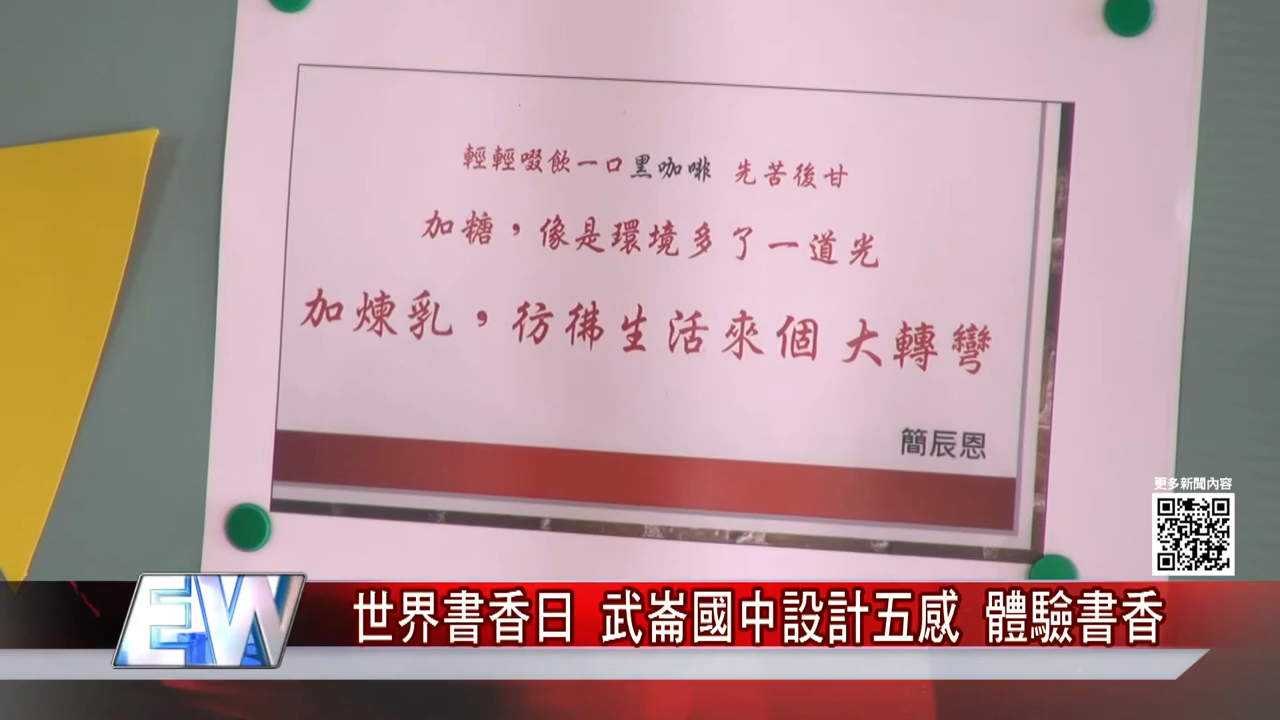 輕輕啜飲一口黑咖啡 先苦後甘
加糖,像是環境多了一道光
加煉乳,彷彿生活來個 大轉彎
簡辰恩
更多新聞內容
EW
世界書香日 武崙國中設計五感 體驗書香